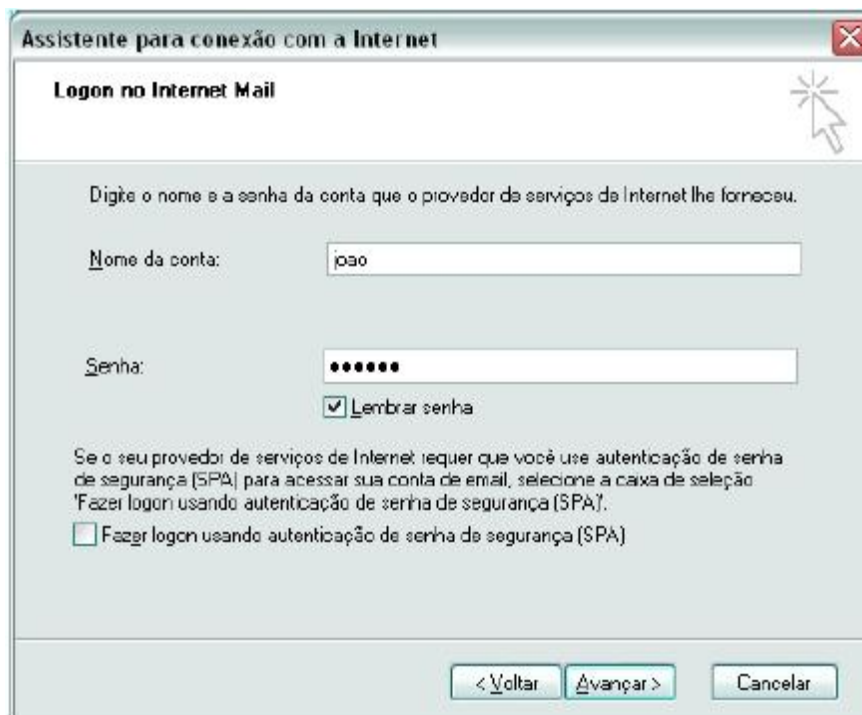 Assistente para conexão com a Internet
Logon no Internet Mail
Digite o nome e a senha da conta que o provedor de serviços de Internet lhe forneceu.
Nome da conta: joao
Senha: ●●●●●●
Lembrar senha
Se o seu provedor de serviços de Internet requer que você use autenticação de senha
de segurança (SPA) para acessar sua conta de email, selecione a caixa de seleção
'Fazer logon usando autenticação de senha de segurança (SPA)'.
Fazer logon usando autenticação de senha de segurança (SPA)
< Voltar Avançar > Cancelar